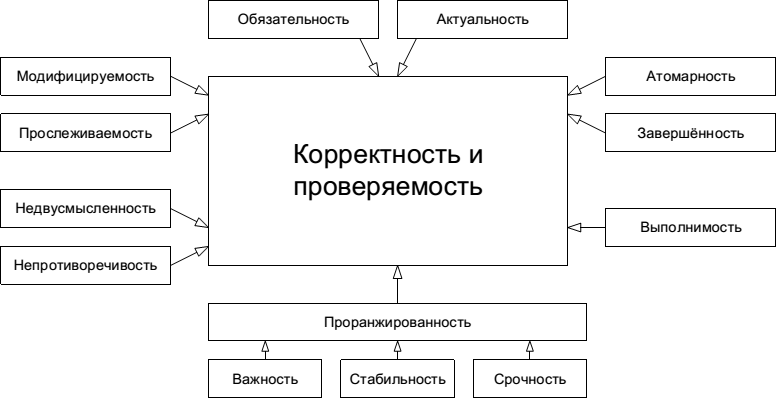 Обязательность
Актуальность
Модифицируемость
Атомарность
Прослеживаемость
Завершённость
Корректность и
проверяемость
Недвусмысленность
Выполнимость
Непротиворечивость
Проранжированность
Важность
Стабильность
Срочность